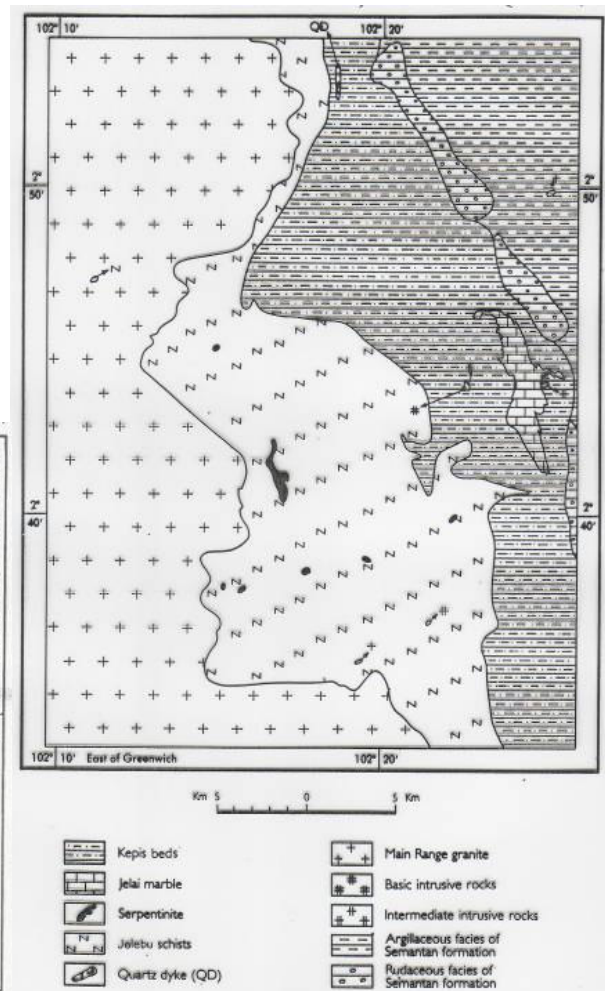 QD
102° 10'
102° 20'
2°
50'
2°
50'
2°
40'
2°
40'
102° 10' East of Greenwich
102° 20'
Km 5 0 5 Km
Kepis beds
Jelai marble
Serpentinite
Jelebu schists
Quartz dyke (QD)
Main Range granite
Basic intrusive rocks
Intermediate intrusive rocks
Argillaceous facies of
Semantan formation
Rudaceous facies of
Semantan formation